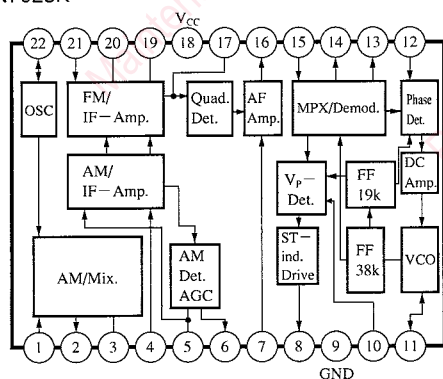 V_CC
22 21 20 19 18 17 16 15 14 13 12
OSC
FM/
IF-Amp.
Quad.
Det.
AF
Amp.
MPX/Demod.
Phase
Det.
AM/
IF-Amp.
V_P-
Det.
FF
19k
DC
Amp.
AM/Mix.
AM
Det.
AGC
ST-
ind.
Drive
FF
38k
VCO
1 2 3 4 5 6 7 8 9 10 11
GND